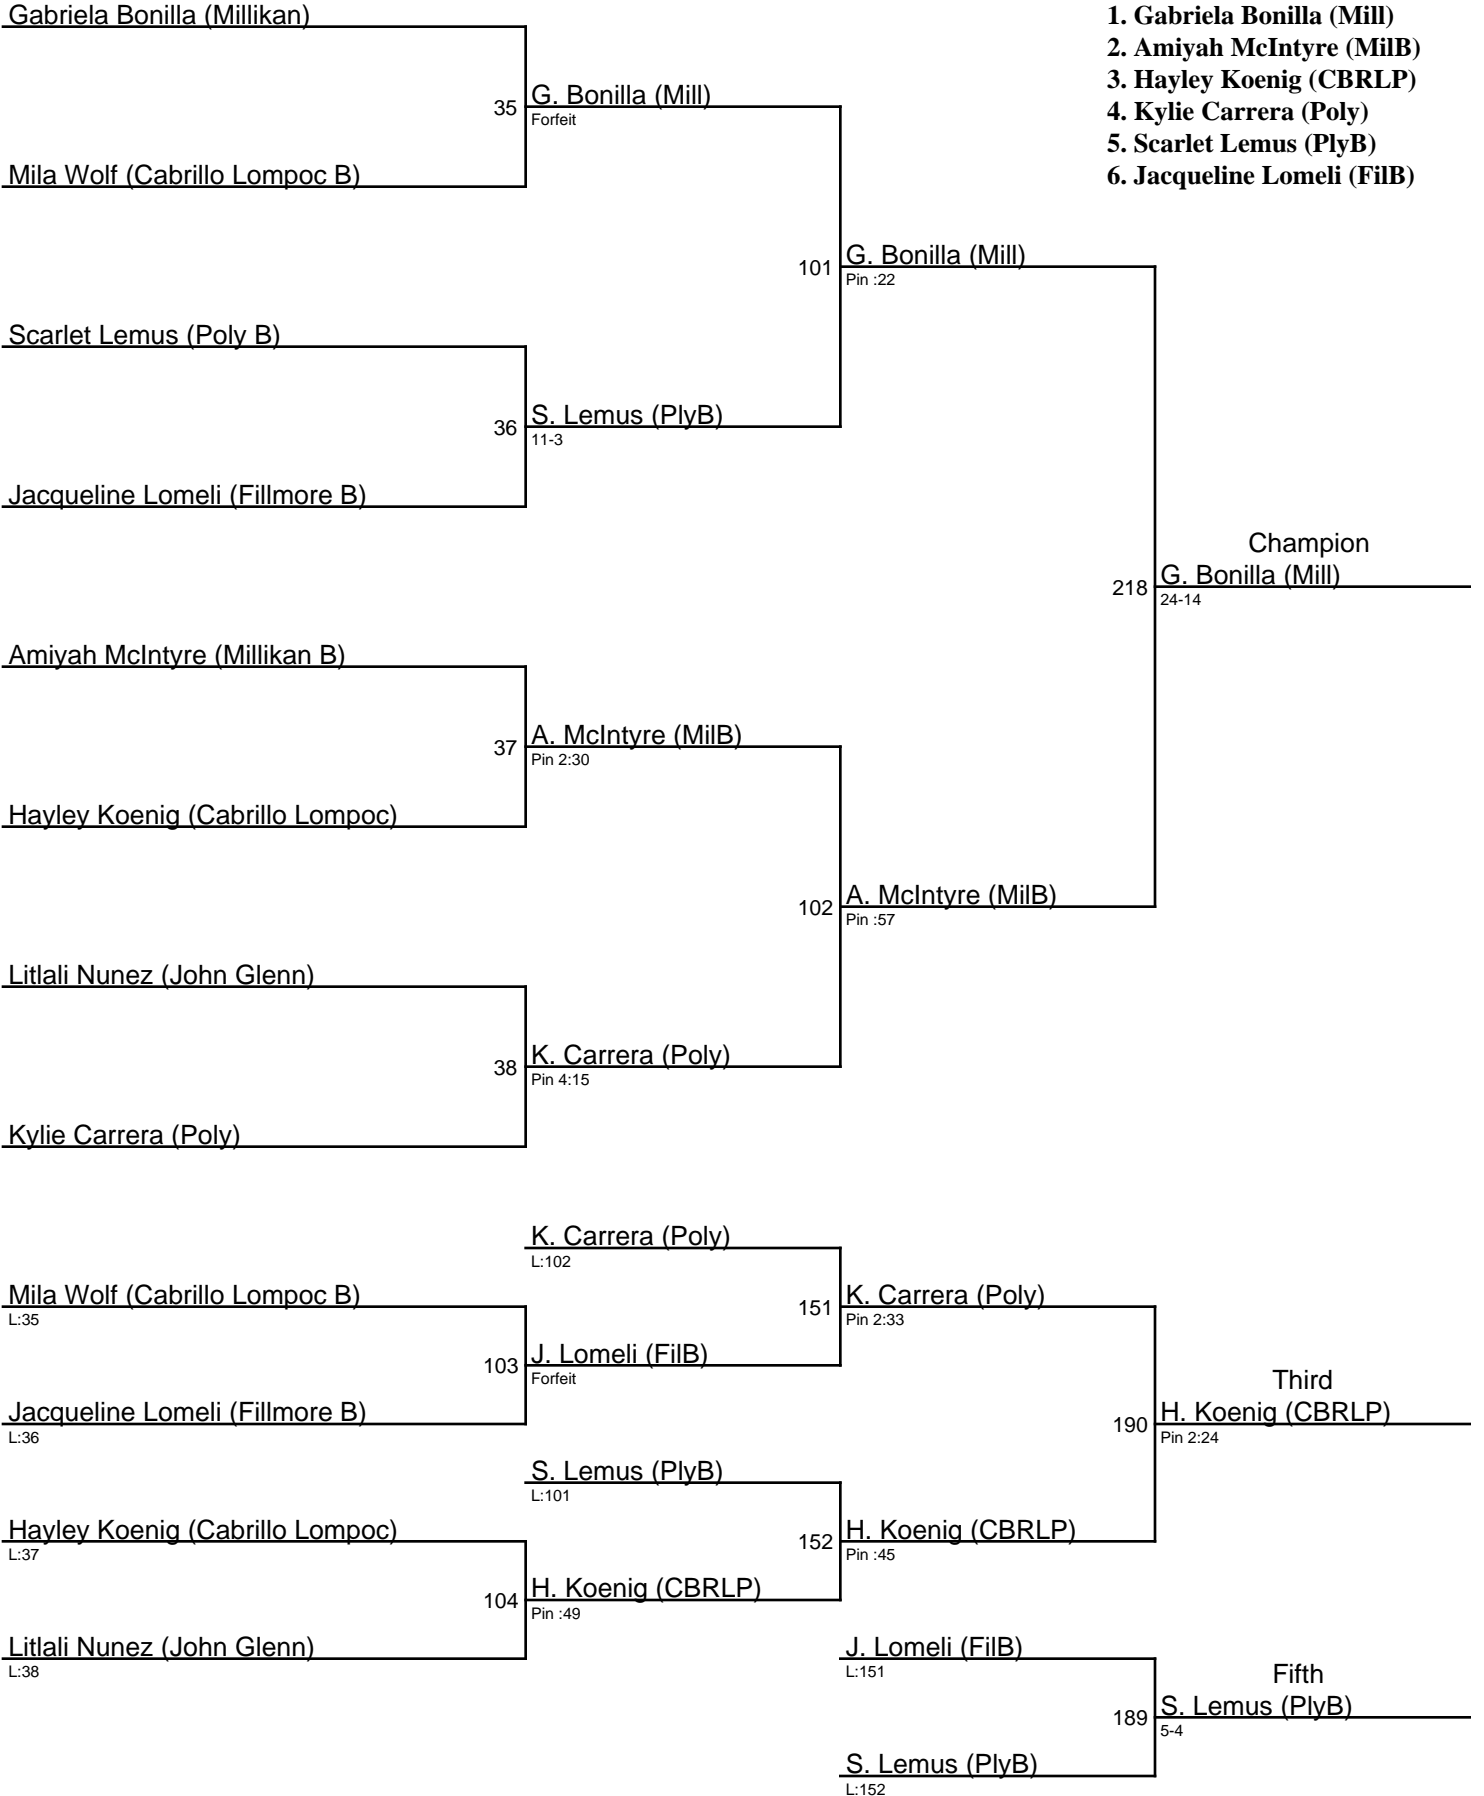 Gabriela Bonilla (Millikan)
1. Gabriela Bonilla (Mill)
2. Amiyah McIntyre (MilB)
3. Hayley Koenig (CBRLP)
4. Kylie Carrera (Poly)
5. Scarlet Lemus (PlyB)
6. Jacqueline Lomeli (FilB)
35
G. Bonilla (Mill)
Forfeit
Mila Wolf (Cabrillo Lompoc B)
101
G. Bonilla (Mill)
Pin :22
Scarlet Lemus (Poly B)
36
S. Lemus (PlyB)
11-3
Jacqueline Lomeli (Fillmore B)
Champion
218
G. Bonilla (Mill)
24-14
Amiyah McIntyre (Millikan B)
37
A. McIntyre (MilB)
Pin 2:30
Hayley Koenig (Cabrillo Lompoc)
102
A. McIntyre (MilB)
Pin :57
Litlali Nunez (John Glenn)
38
K. Carrera (Poly)
Pin 4:15
Kylie Carrera (Poly)
K. Carrera (Poly)
L:102
Mila Wolf (Cabrillo Lompoc B)
L:35
151
K. Carrera (Poly)
Pin 2:33
103
J. Lomeli (FilB)
Forfeit
Jacqueline Lomeli (Fillmore B)
L:36
Third
190
H. Koenig (CBRLP)
Pin 2:24
S. Lemus (PlyB)
L:101
Hayley Koenig (Cabrillo Lompoc)
L:37
152
H. Koenig (CBRLP)
Pin :45
104
H. Koenig (CBRLP)
Pin :49
Litlali Nunez (John Glenn)
L:38
J. Lomeli (FilB)
L:151
Fifth
189
S. Lemus (PlyB)
5-4
S. Lemus (PlyB)
L:152